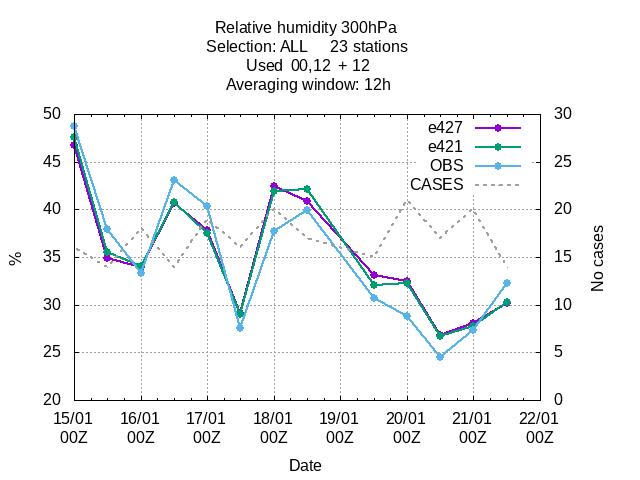 Relative humidity 300hPa
Selection: ALL 23 stations
Used 00,12 + 12
Averaging window: 12h
50 30
e427
e421
45 OBS 25
CASES
40 20
35 15
% No cases
30 10
25 5
20 0
15/01 16/01 17/01 18/01 19/01 20/01 21/01 22/01
00Z 00Z 00Z 00Z 00Z 00Z 00Z 00Z
Date